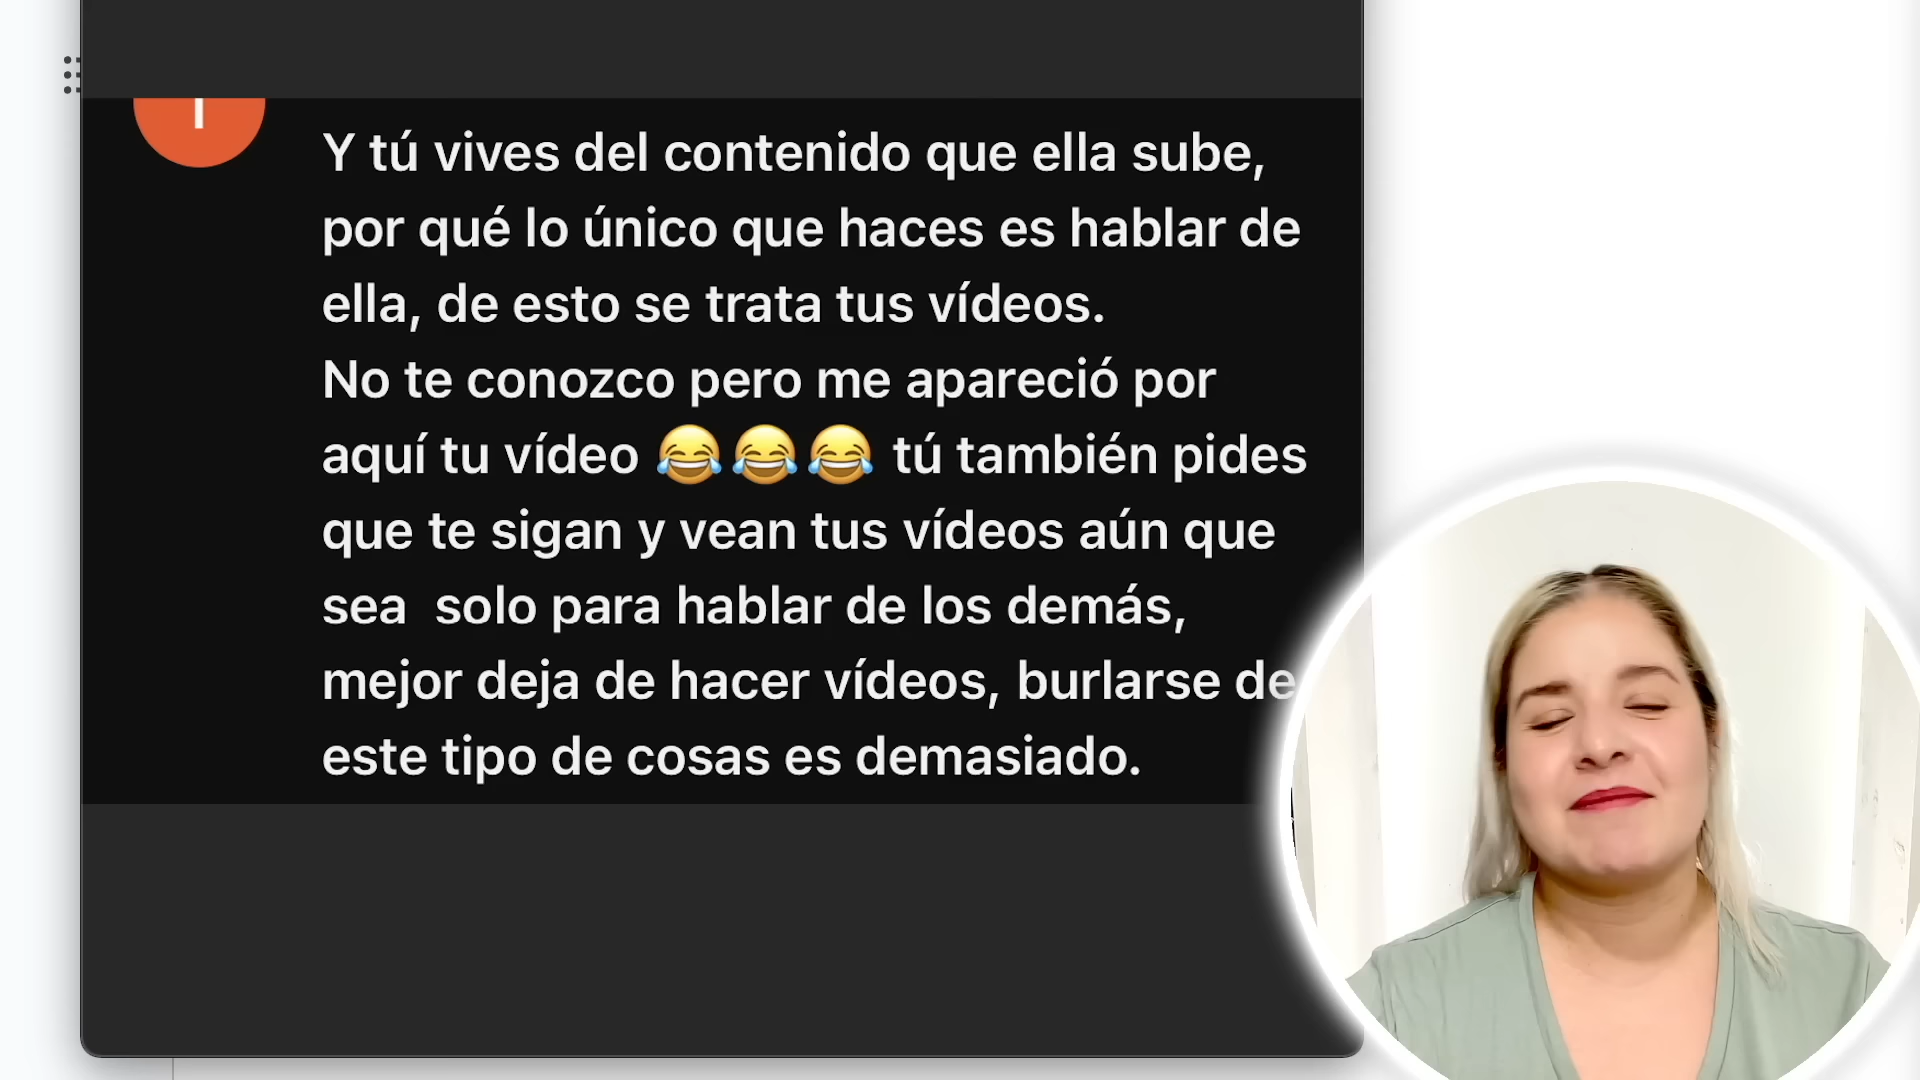 Y tú vives del contenido que ella sube,
por qué lo único que haces es hablar de
ella, de esto se trata tus vídeos.
No te conozco pero me apareció por
aquí tu vídeo 😂😂😂 tú también pides
que te sigan y vean tus vídeos aún que
sea  solo para hablar de los demás,
mejor deja de hacer vídeos, burlarse de
este tipo de cosas es demasiado.